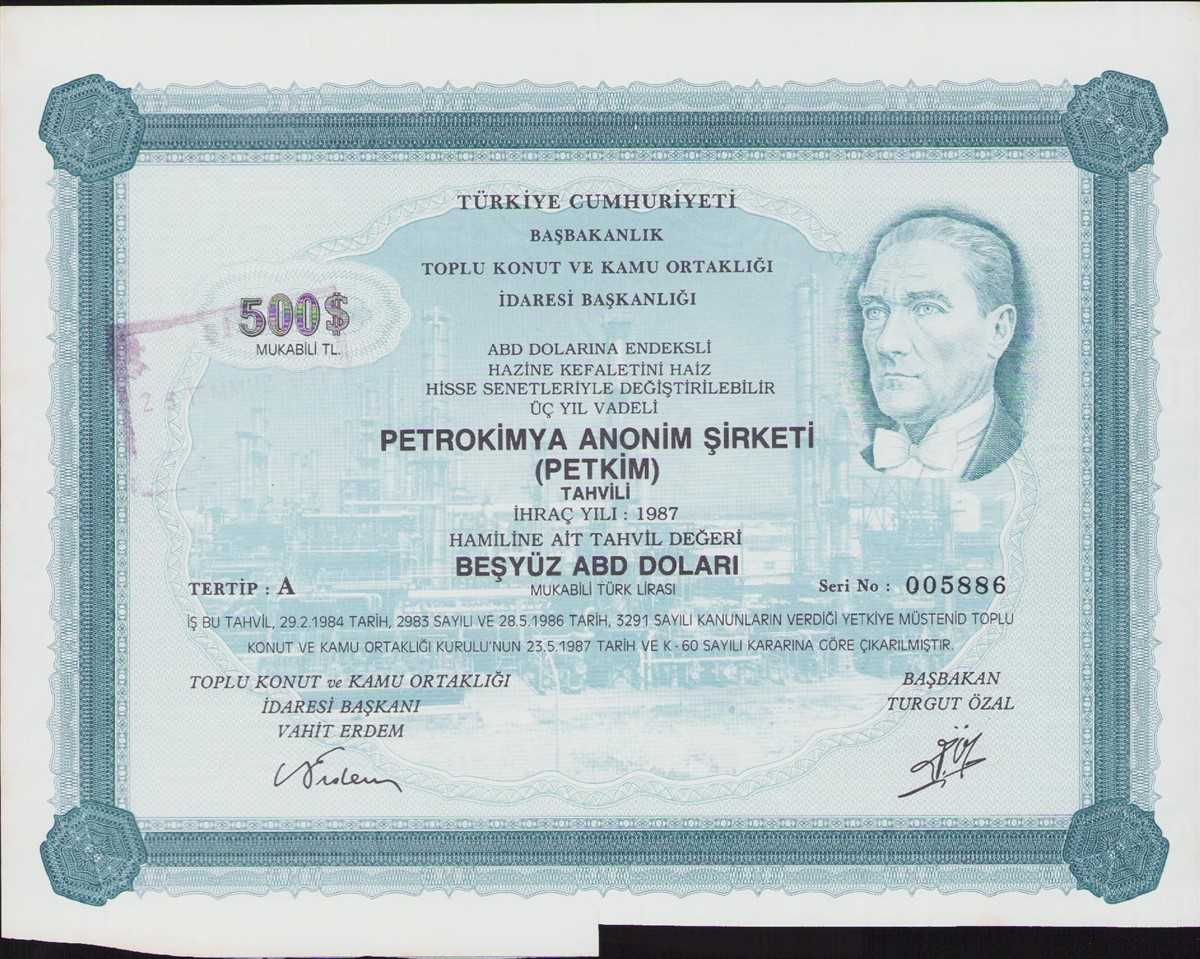 TÜRKİYE CUMHURİYETİ
BAŞBAKANLIK
TOPLU KONUT VE KAMU ORTAKLIĞI
İDARESİ BAŞKANLIĞI
500$
MUKABİLİ TL.
ABD DOLARINA ENDEKSLİ
HAZİNE KEFALETİNİ HAİZ
HİSSE SENETLERİYLE DEĞİŞTİRİLEBİLİR
ÜÇ YIL VADELİ
PETROKİMYA ANONİM ŞİRKETİ
(PETKİM)
TAHVİLİ
İHRAÇ YILI : 1987
HAMİLİNE AİT TAHVİL DEĞERİ
BEŞYÜZ ABD DOLARI
MUKABİLİ TÜRK LİRASI
TERTİP : A
Seri No : 005886
İŞ BU TAHVİL, 29.2.1984 TARİH, 2983 SAYILI VE 28.5.1986 TARİH, 3291 SAYILI KANUNLARIN VERDİĞİ YETKİYE MÜSTENİD TOPLU
KONUT VE KAMU ORTAKLIĞI KURULU'NUN 23.5.1987 TARİH VE K - 60 SAYILI KARARINA GÖRE ÇIKARILMIŞTIR.
TOPLU KONUT ve KAMU ORTAKLIĞI
İDARESİ BAŞKANI
VAHİT ERDEM
BAŞBAKAN
TURGUT ÖZAL